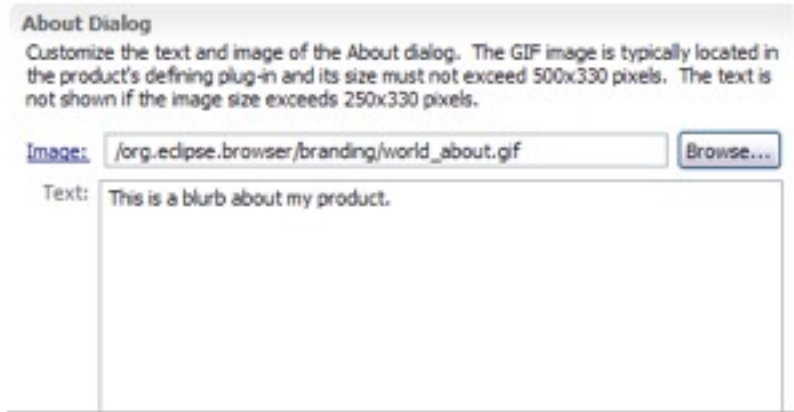 About Dialog
Customize the text and image of the About dialog. The GIF image is typically located in
the product's defining plug-in and its size must not exceed 500x330 pixels. The text is
not shown if the image size exceeds 250x330 pixels.
Image: /org.eclipse.browser/branding/world_about.gif Browse...
Text: This is a blurb about my product.